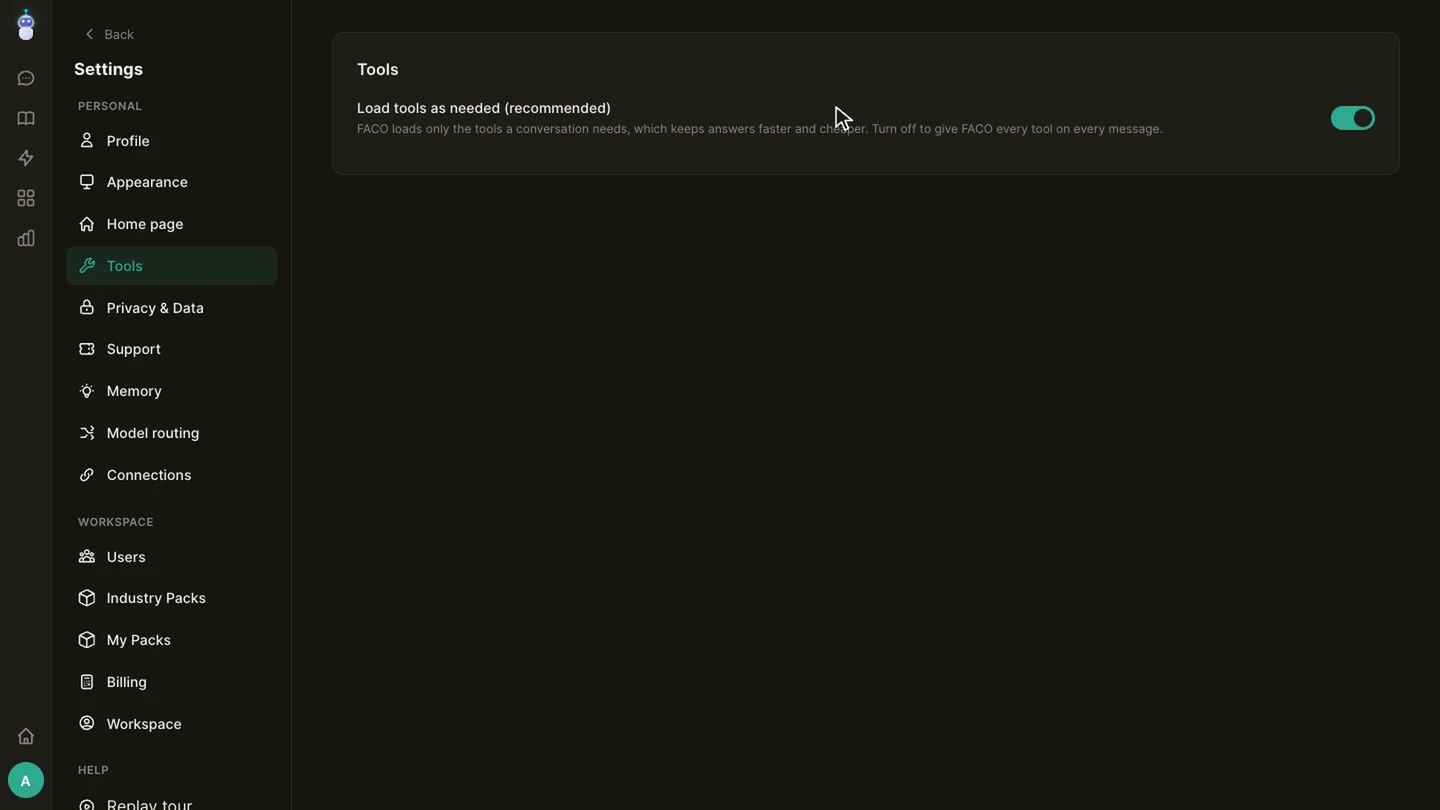 Back
Settings
PERSONAL
Profile
Appearance
Home page
Tools
Privacy & Data
Support
Memory
Model routing
Connections
WORKSPACE
Users
Industry Packs
My Packs
Billing
Workspace
HELP
Replay tour
A
Tools
Load tools as needed (recommended)
FACO loads only the tools a conversation needs, which keeps answers faster and cheaper. Turn off to give FACO every tool on every message.